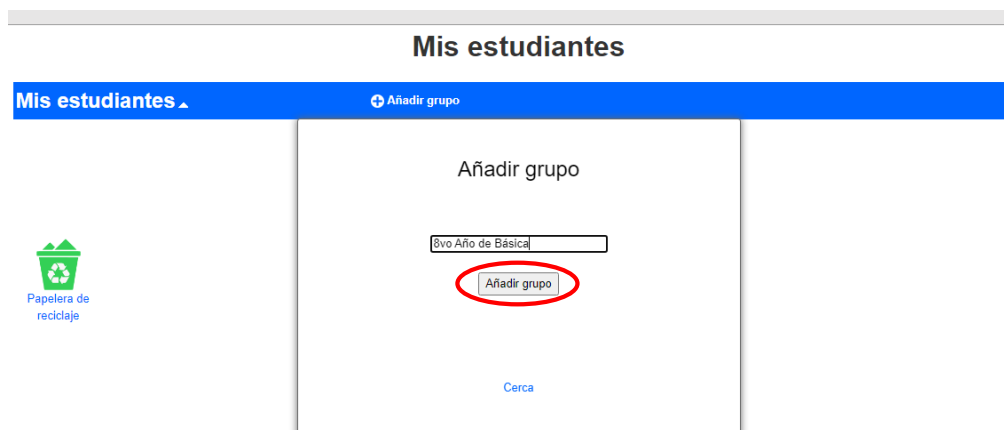 Mis estudiantes
Mis estudiantes
Añadir grupo
Añadir grupo
8vo Año de Básica
Añadir grupo
Papelera de
reciclaje
Cerca